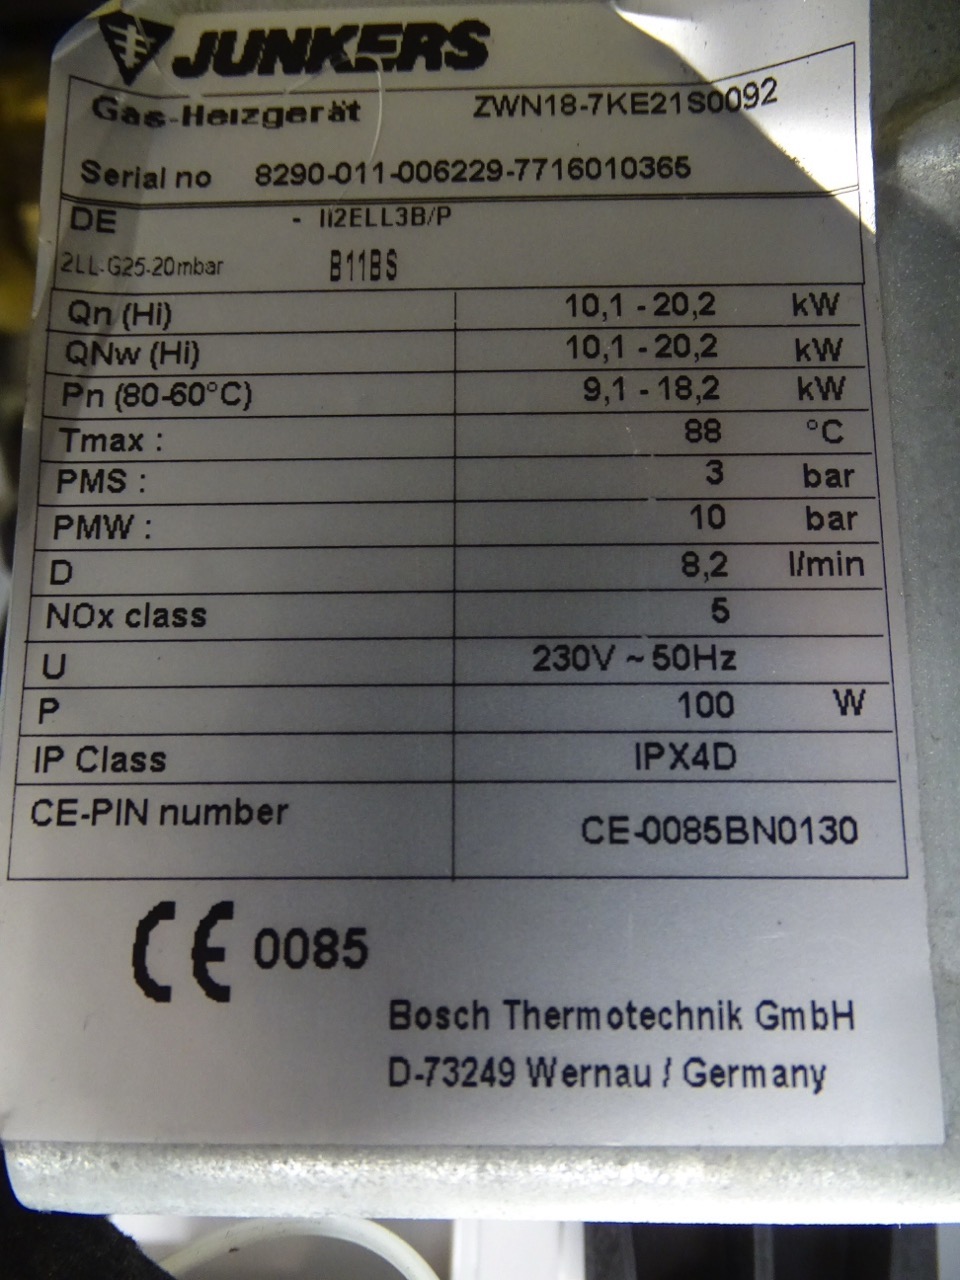 JUNKERS
Gas-Heizgerät ZWN18-7KE21S0092
Serial no 8290-011-006229-7716010365
DE - II2ELL3B/P
2LL-G25-20mbar B11BS
Qn (Hi) 10,1 - 20,2 kW
QNw (Hi) 10,1 - 20,2 kW
Pn (80-60°C) 9,1 - 18,2 kW
Tmax : 88 °C
PMS : 3 bar
PMW : 10 bar
D 8,2 l/min
NOx class 5
U 230V ~ 50Hz
P 100 W
IP Class IPX4D
CE-PIN number CE-0085BN0130
CE 0085
Bosch Thermotechnik GmbH
D-73249 Wernau / Germany